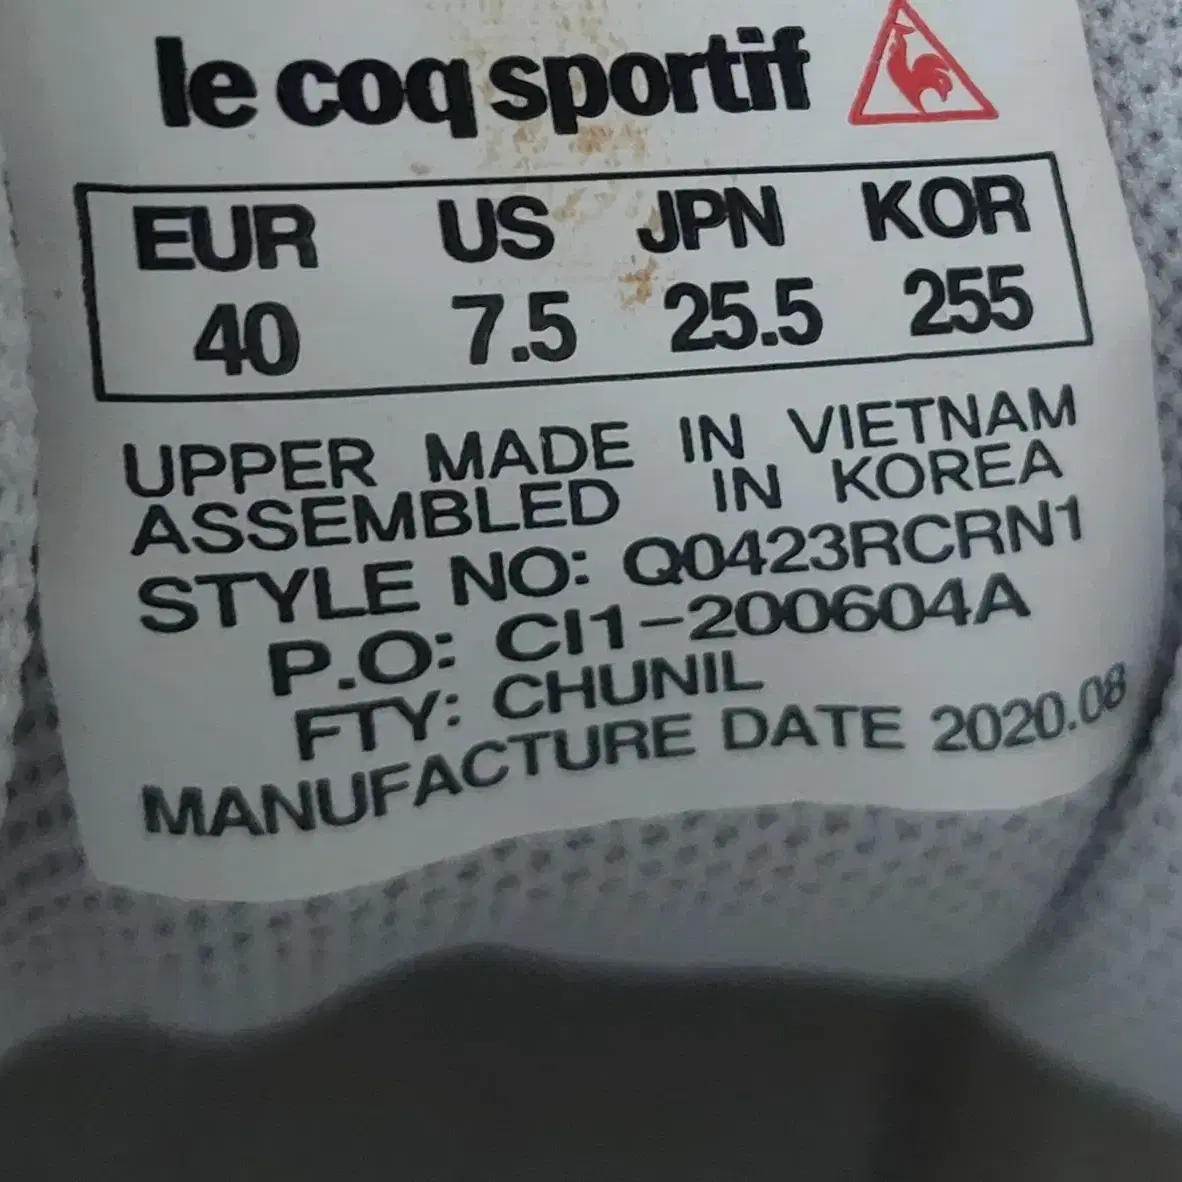 le coq sportif
EUR US JPN KOR
40 7.5 25.5 255
UPPER MADE IN VIETNAM
ASSEMBLED IN KOREA
STYLE NO: Q0423RCRN1
P.O: CI1-200604A
FTY: CHUNIL
MANUFACTURE DATE 2020.08